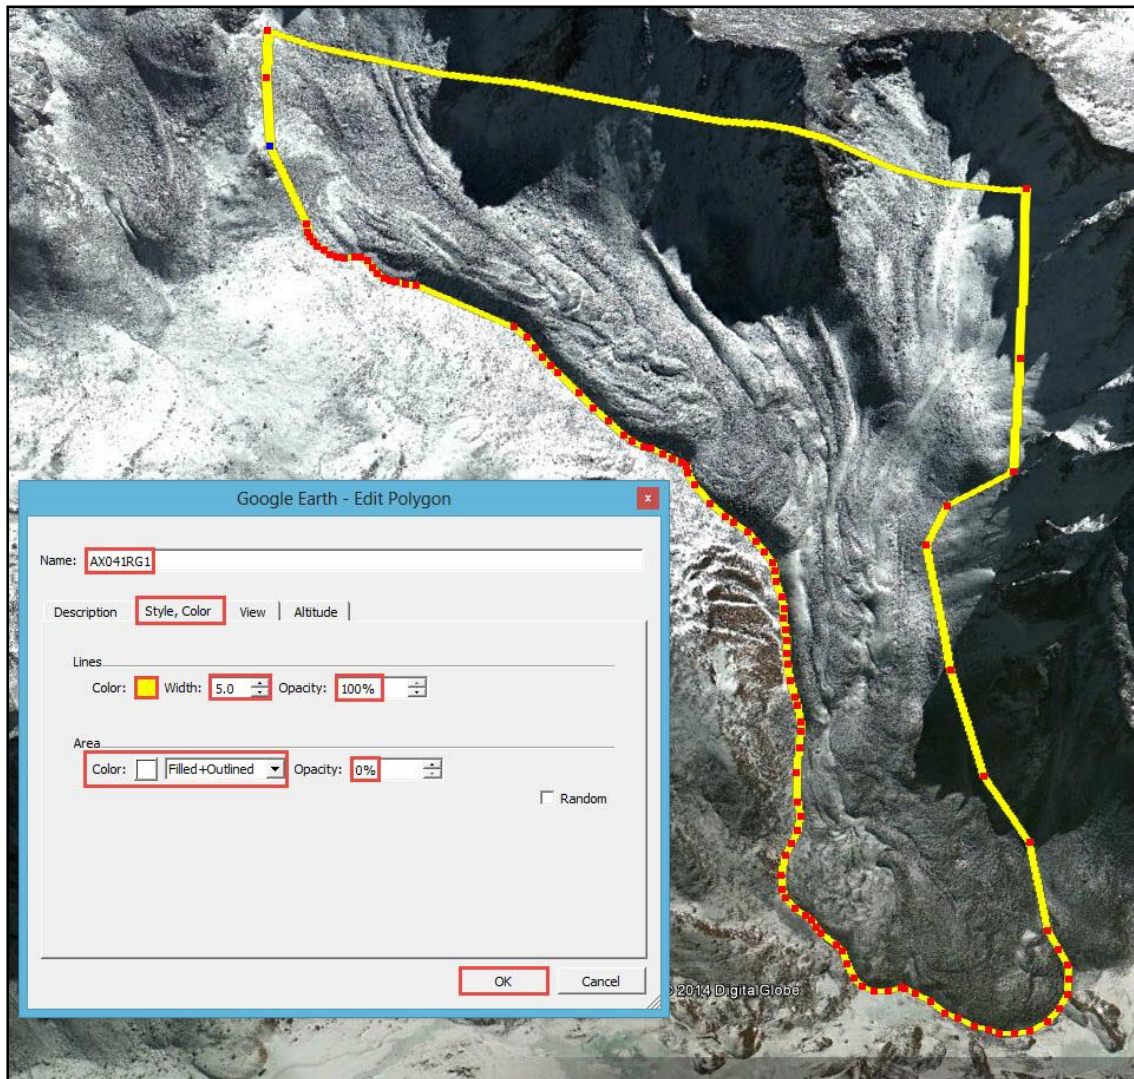 Google Earth - Edit Polygon
x
Name: AX041RG1
Description Style, Color View Altitude
Lines
Color: Width: 5.0 Opacity: 100%
Area
Color: Filled+Outlined Opacity: 0%
Random
OK Cancel
2014 DigitalGlobe